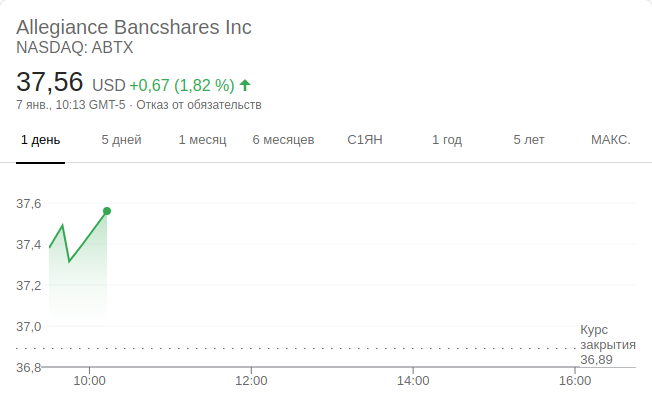 Allegiance Bancshares Inc
NASDAQ: ABTX
37,56 USD +0,67 (1,82 %)
7 янв., 10:13 GMT-5 · Отказ от обязательств
1 день 5 дней 1 месяц 6 месяцев С1ЯН 1 год 5 лет МАКС.
37,6
37,4
37,2
37,0
36,8
Курс
закрытия
36,89
10:00 12:00 14:00 16:00